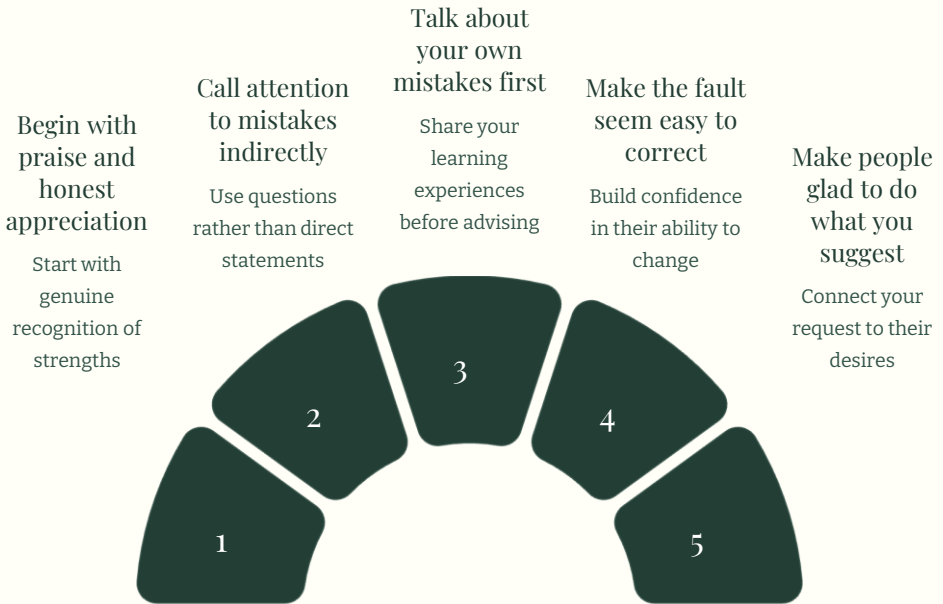 Begin with
praise and
honest
appreciation
Start with
genuine
recognition of
strengths
Call attention
to mistakes
indirectly
Use questions
rather than direct
statements
Talk about
your own
mistakes first
Share your
learning
experiences
before advising
Make the fault
seem easy to
correct
Build confidence
in their ability to
change
Make people
glad to do
what you
suggest
Connect your
request to their
desires
1
2
3
4
5